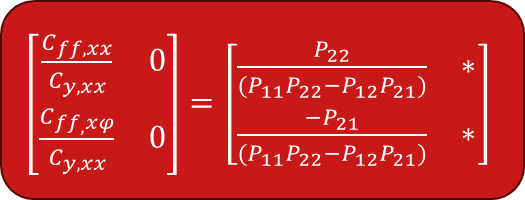 [ C_{ff,xx} / C_{y,xx}   0 ] = [ P_{22} / (P_{11}P_{22}−P_{12}P_{21})   * ]
[ C_{ff,xφ} / C_{y,xx}   0 ]   [ −P_{21} / (P_{11}P_{22}−P_{12}P_{21})   * ]